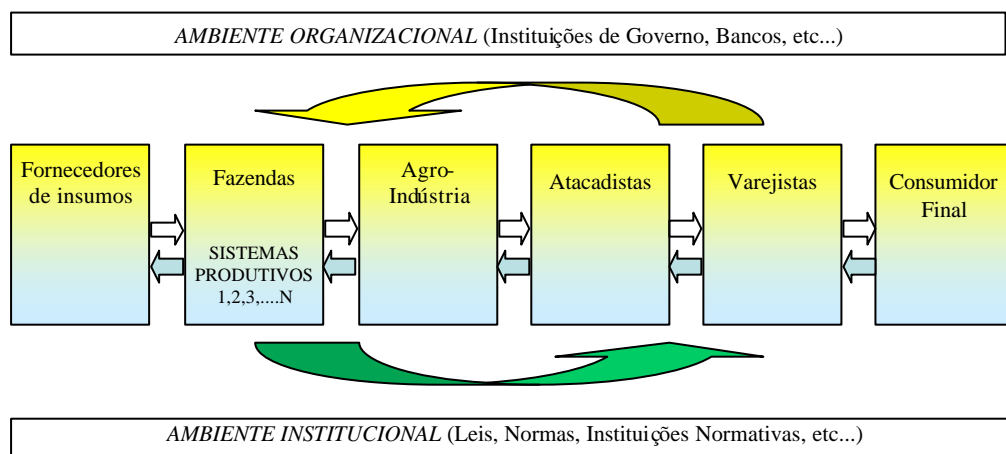 AMBIENTE ORGANIZACIONAL (Instituições de Governo, Bancos, etc...)
Fornecedores
de insumos
Fazendas
SISTEMAS
PRODUTIVOS
1,2,3,....N
Agro-
Indústria
Atacadistas
Varejistas
Consumidor
Final
AMBIENTE INSTITUCIONAL (Leis, Normas, Instituições Normativas, etc...)